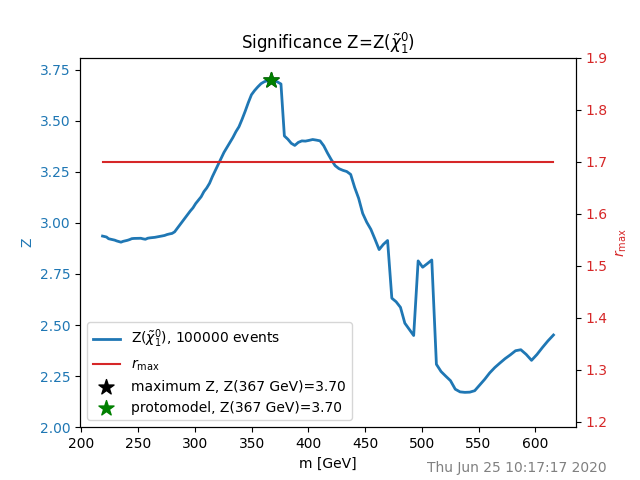 Significance Z=Z(χ̃₁⁰)
3.75
3.50
3.25
3.00
2.75
2.50
2.25
2.00
Z
1.9
1.8
1.7
1.6
1.5
1.4
1.3
1.2
r_max
Z(χ̃₁⁰), 100000 events
r_max
maximum Z, Z(367 GeV)=3.70
protomodel, Z(367 GeV)=3.70
200 250 300 350 400 450 500 550 600
m [GeV]
Thu Jun 25 10:17:17 2020